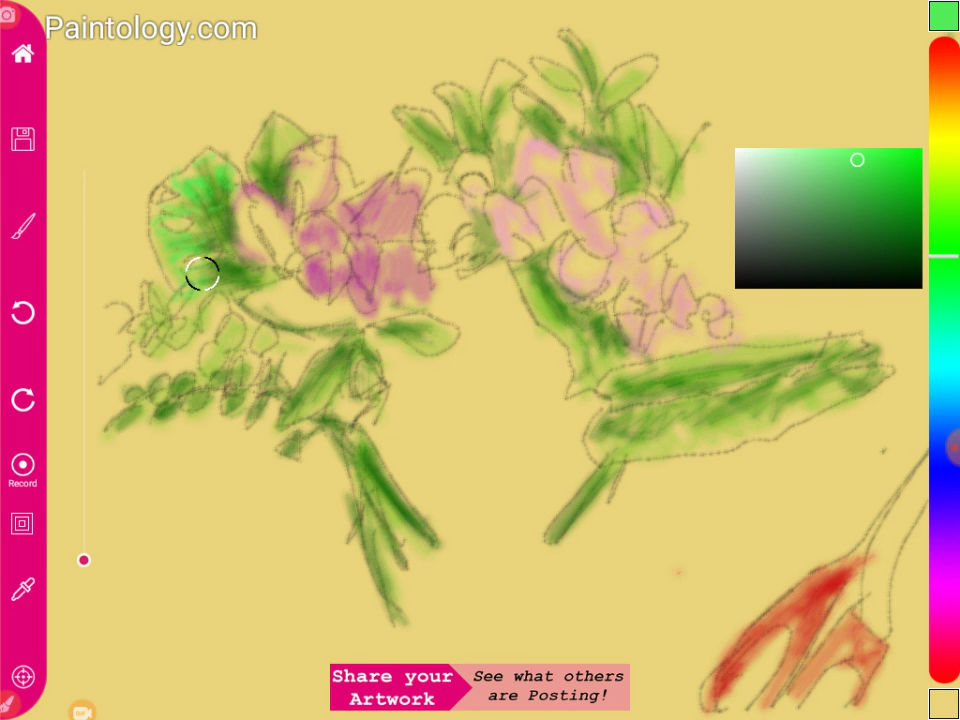 Paintology.com
Record
Share your
Artwork
See what others
are Posting!